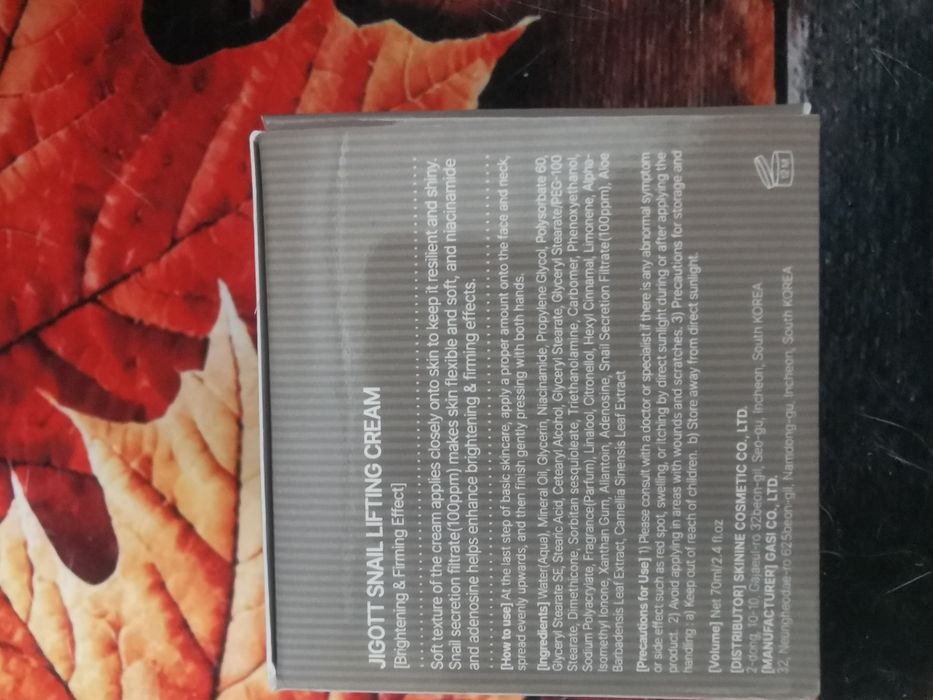 JIGOTT SNAIL LIFTING CREAM
[Brightening & Firming Effect]
Soft texture of the cream applies closely onto skin to keep it resilient and shiny.
Snail secretion filtrate(100ppm) makes skin flexible and soft, and niacinamide
and adenosine helps enhance brightening & firming effects.
[How to use] At the last step of basic skincare, apply a proper amount onto the face and neck,
spread evenly upwards, and then finish gently pressing with both hands.
[Ingredients] Water(Aqua), Mineral Oil, Glycerin, Niacinamide, Propylene Glycol, Polysorbate 60,
Glyceryl Stearate SE, Stearic Acid, Cetearyl Alcohol, Glyceryl Stearate, Glyceryl Stearate/PEG-100
Stearate, Dimethicone, Sorbitan sesquioleate, Triethanolamine, Carbomer, Phenoxyethanol,
Sodium Polyacrylate, Fragrance(Parfum), Linalool, Citronellol, Hexyl Cinnamal, Limonene, Alpha-
Isomethyl Ionone, Xanthan Gum, Allantoin, Adenosine, Snail Secretion Filtrate(100ppm), Aloe
Barbadensis Leaf Extract, Camellia Sinensis Leaf Extract
[Precautions for Use] 1) Please consult with a doctor or specialist if there is any abnormal symptom
or side effect such as red spot, swelling, or itching by direct sunlight during or after applying the
product. 2) Avoid applying in areas with wounds and scratches. 3) Precautions for storage and
handling : a) Keep out of reach of children. b) Store away from direct sunlight.
[Volume] Net 70ml/2.4 fl.oz
[DISTRIBUTOR] SKININE COSMETIC CO., LTD.
2-dong, 10-10, 32beon-gil, Seo-gu, Incheon, South KOREA
[MANUFACTURER] GASI CO., LTD.
32, 625beon-gil, Namdong-gu, Incheon, South KOREA
12 M